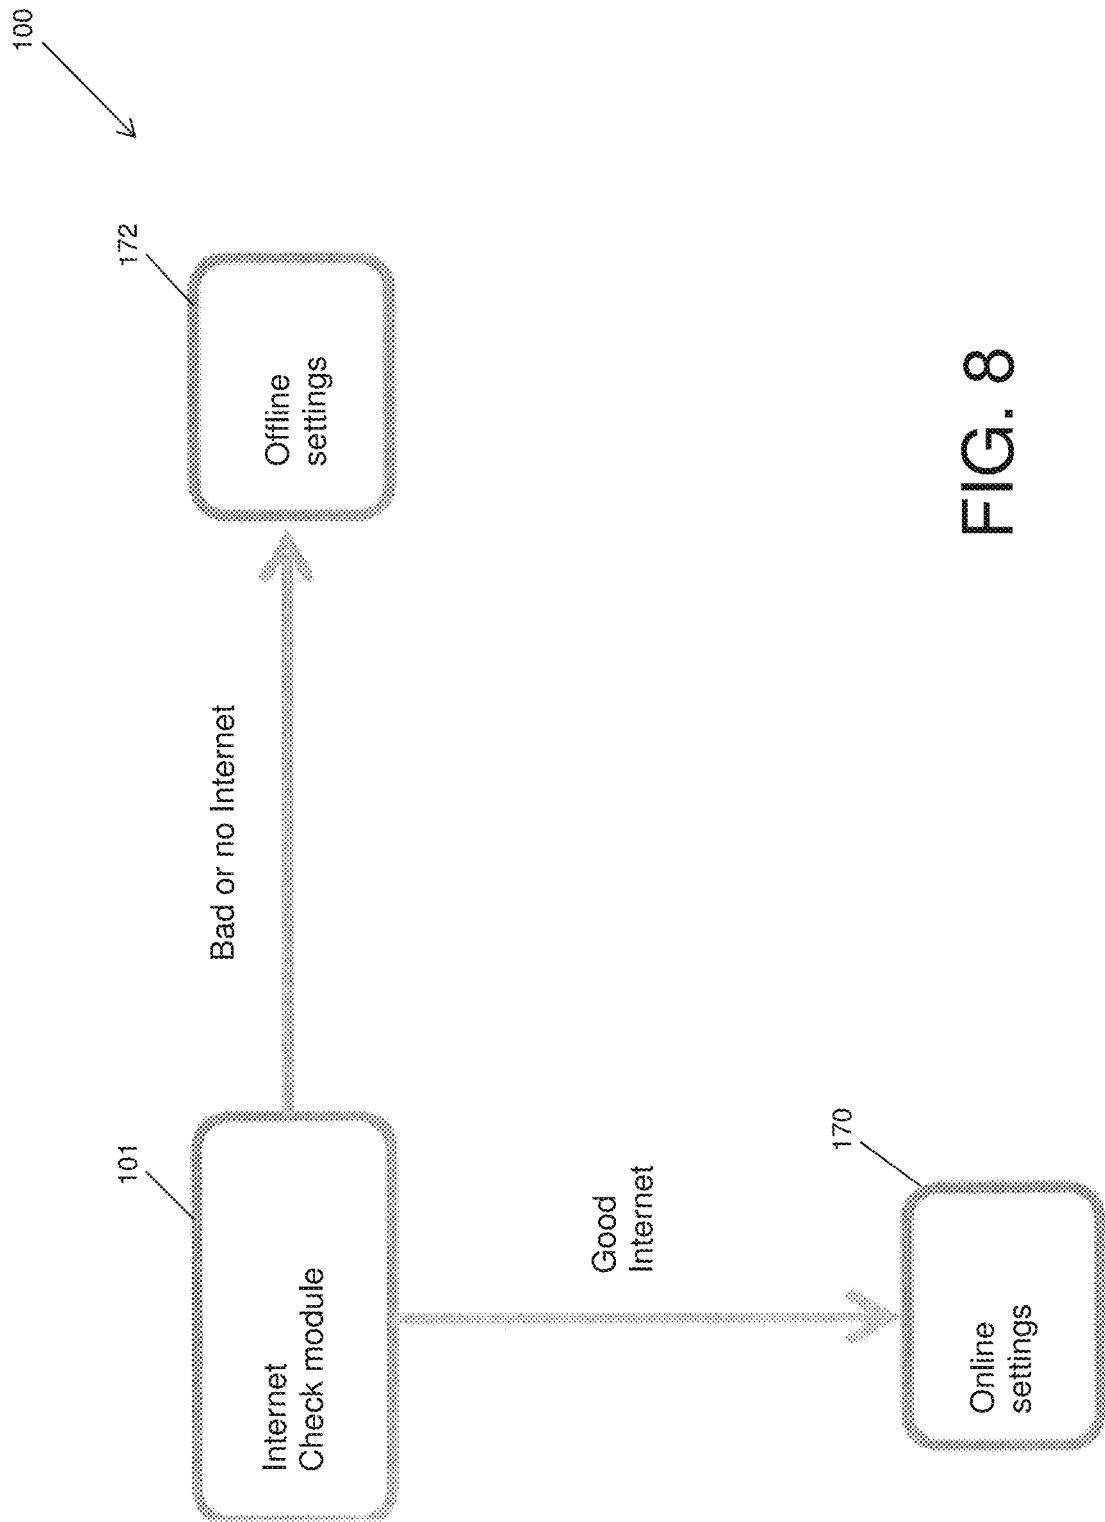 100
101
Internet
Check module
Bad or no Internet
172
Offline
settings
Good
Internet
170
Online
settings
FIG. 8